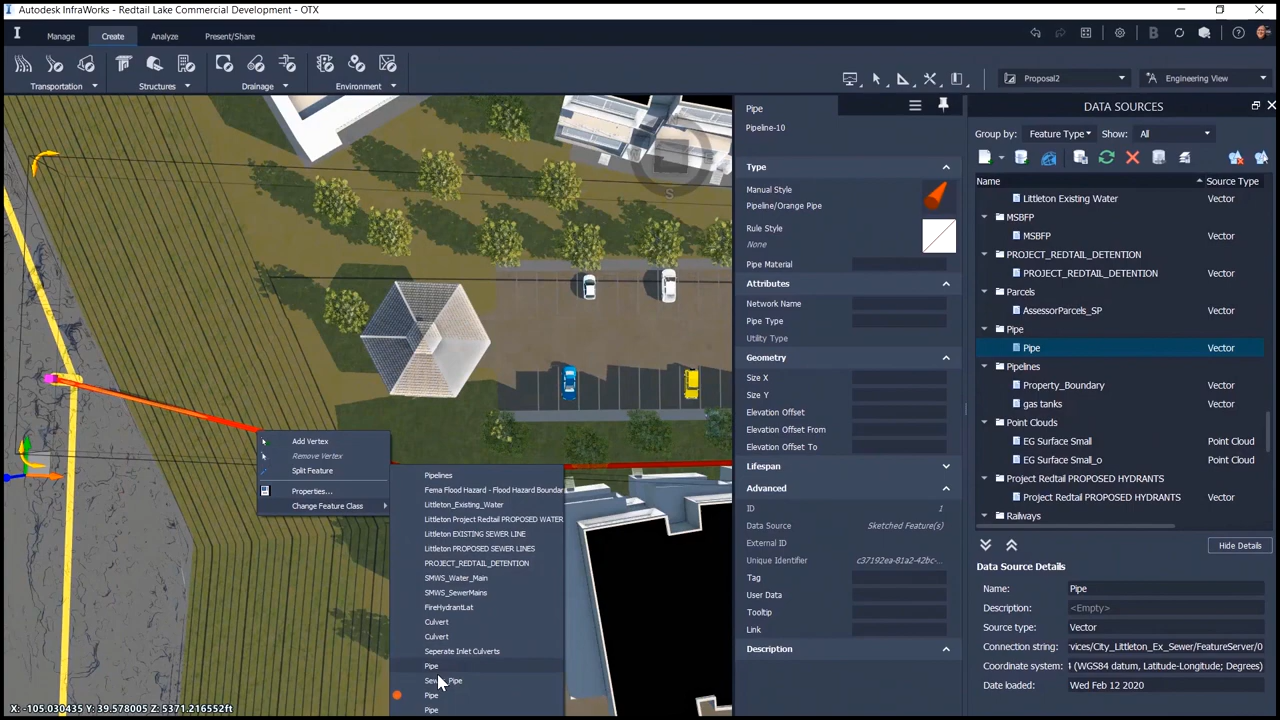 Autodesk InfraWorks - Redtail Lake Commercial Development - OTX
Manage Create Analyze Present/Share
Transportation Structures Drainage Environment
Proposal2 Engineering View
S
Pipe
Pipeline-10
Type
Manual Style
Pipeline/Orange Pipe
Rule Style
None
Pipe Material
Attributes
Network Name
Pipe Type
Utility Type
Geometry
Size X
Size Y
Elevation Offset
Elevation Offset From
Elevation Offset To
Lifespan
Advanced
ID 1
Data Source Sketched Feature(s)
External ID
Unique Identifier c37192ea-81a2-42bc-...
Tag
User Data
Tooltip
Link
Description
DATA SOURCES
Group by: Feature Type Show: All
Name Source Type
Littleton Existing Water Vector
MSBFP
MSBFP Vector
PROJECT_REDTAIL_DETENTION
PROJECT_REDTAIL_DETENTION Vector
Parcels
AssessorParcels_SP Vector
Pipe
Pipe Vector
Pipelines
Property_Boundary Vector
gas tanks Vector
Point Clouds
EG Surface Small Point Cloud
EG Surface Small_o Point Cloud
Project Redtail PROPOSED HYDRANTS
Project Redtail PROPOSED HYDRANTS Vector
Railways
Hide Details
Data Source Details
Name: Pipe
Description: <Empty>
Source type: Vector
Connection string: rvices/City_Littleton_Ex_Sewer/FeatureServer/0
Coordinate system: 4 (WGS84 datum, Latitude-Longitude; Degrees)
Date loaded: Wed Feb 12 2020
Add Vertex
Remove Vertex
Split Feature
Properties...
Change Feature Class
Pipelines
Fema Flood Hazard - Flood Hazard Boundar
Littleton_Existing_Water
Littleton Project Redtail PROPOSED WATER
Littleton EXISTING SEWER LINE
Littleton PROPOSED SEWER LINES
PROJECT_REDTAIL_DETENTION
SMWS_Water_Main
SMWS_SewerMains
FireHydrantLat
Culvert
Culvert
Seperate Inlet Culverts
Pipe
Pipe
Pipe
Pipe
X: -105.030435 Y: 39.578005 Z: 5371.216552ft